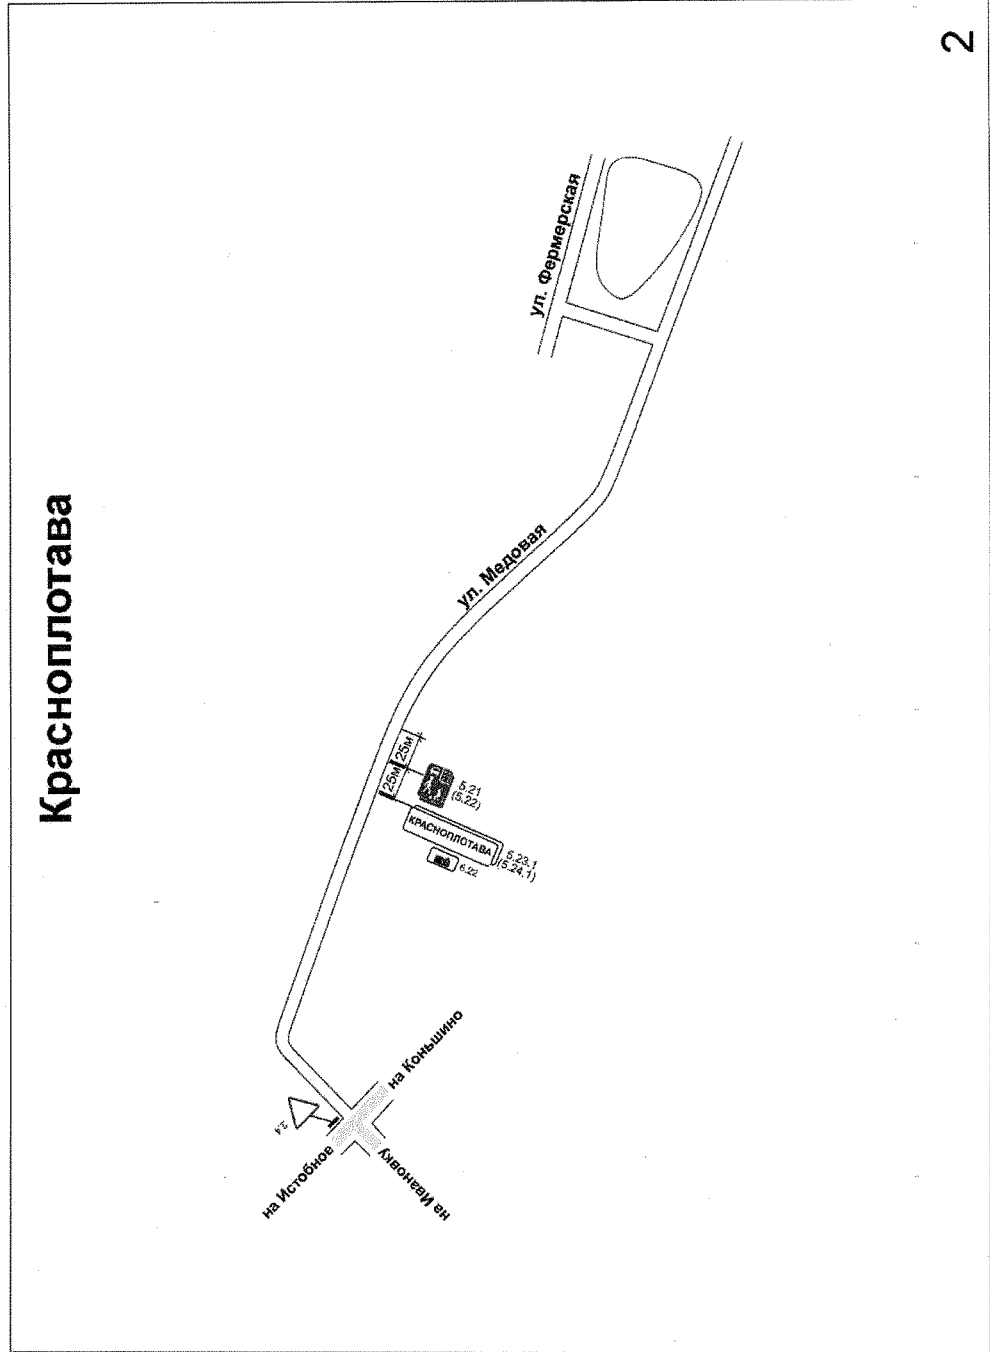 Красноплотава
2
ул. Фермерская
ул. Медовая
25м
25м
5.21
(5.22)
КРАСНОПЛОТАВА
5.23.1
(5.24.1)
6.22
2.4
на Истобное
на Коньшино
на Ивановку